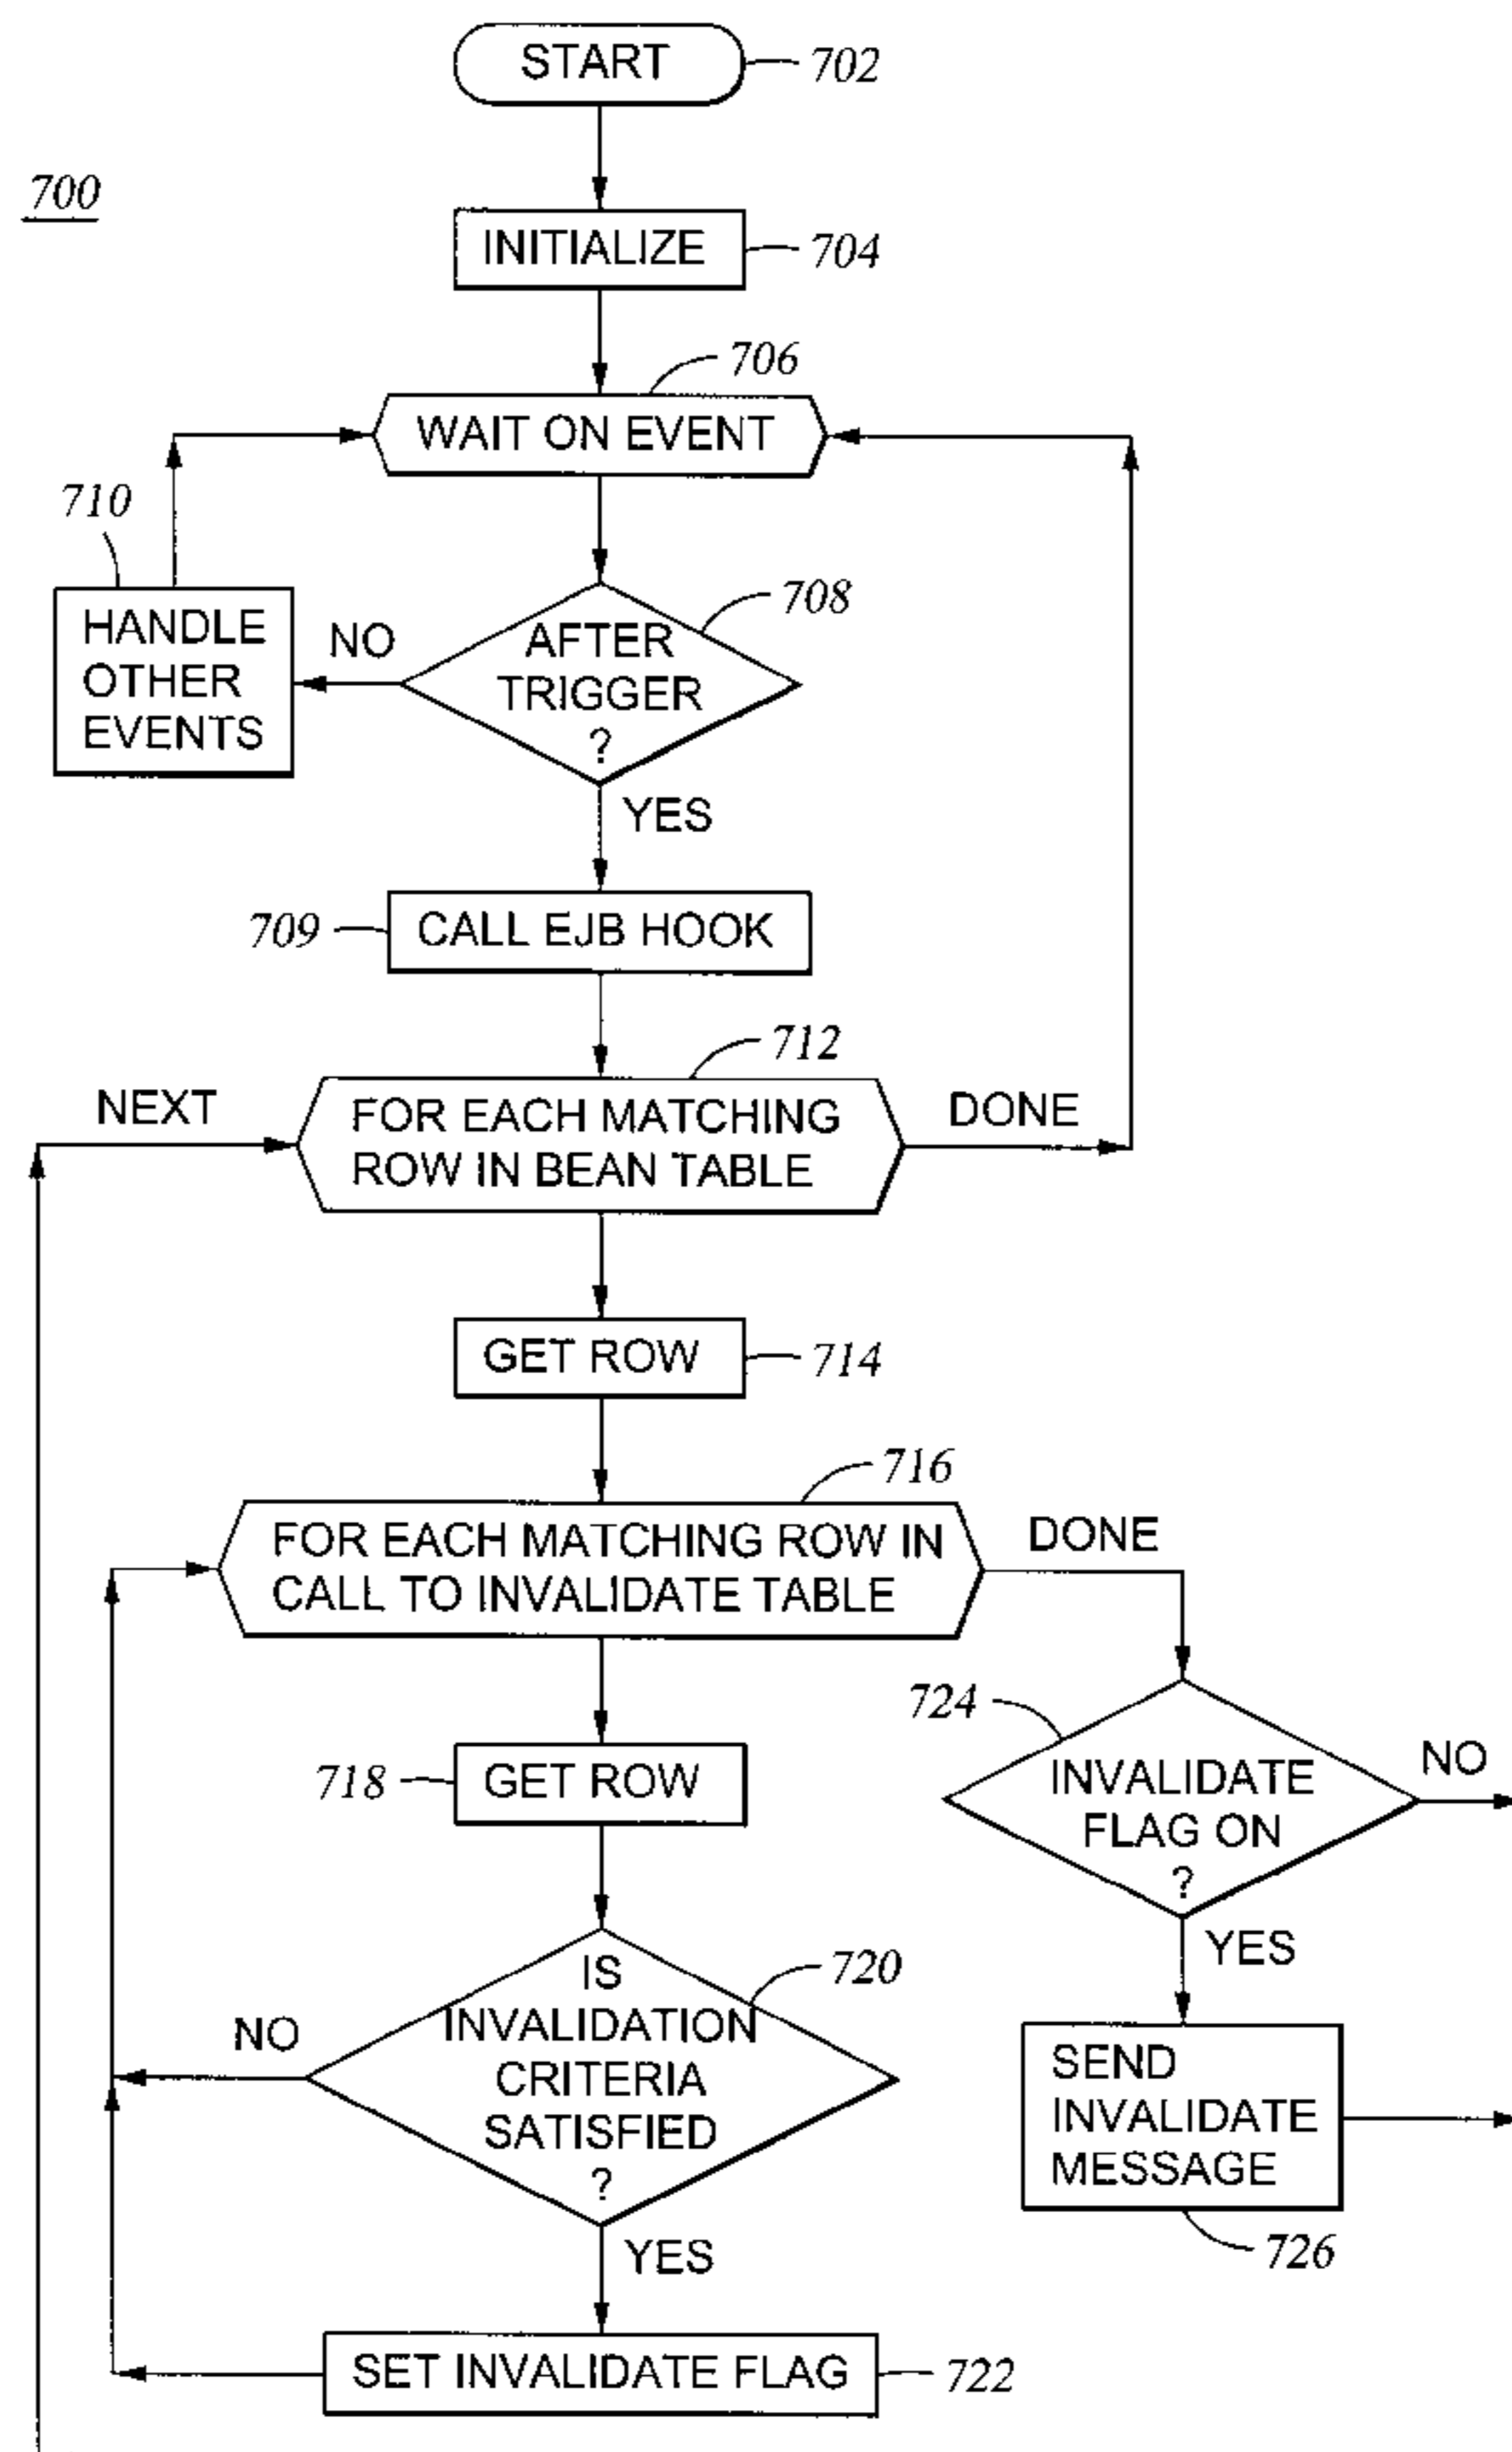 START
702
700
INITIALIZE
704
706
WAIT ON EVENT
710
708
HANDLE
OTHER
EVENTS
NO
AFTER
TRIGGER
?
YES
709
CALL EJB HOOK
712
NEXT
FOR EACH MATCHING
ROW IN BEAN TABLE
DONE
GET ROW
714
716
FOR EACH MATCHING ROW IN
CALL TO INVALIDATE TABLE
DONE
724
718
GET ROW
INVALIDATE
FLAG ON
?
NO
YES
720
IS
INVALIDATION
CRITERIA
SATISFIED
?
NO
SEND
INVALIDATE
MESSAGE
726
YES
SET INVALIDATE FLAG
722